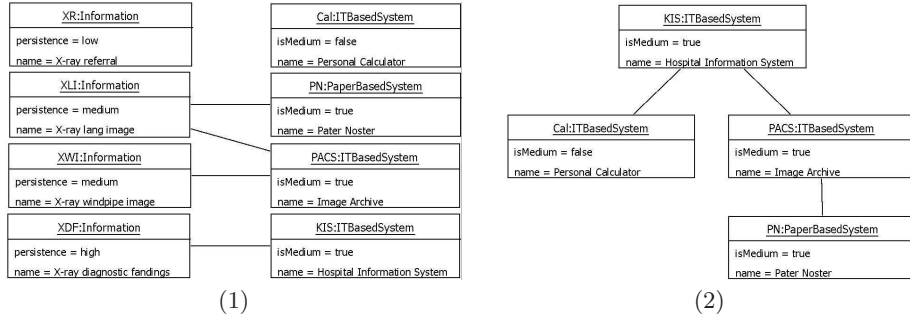 XR:Information
persistence = low
name = X-ray referral
Cal:ITBasedSystem
isMedium = false
name = Personal Calculator
XLI:Information
persistence = medium
name = X-ray lang image
PN:PaperBasedSystem
isMedium = true
name = Pater Noster
XWI:Information
persistence = medium
name = X-ray windpipe image
PACS:ITBasedSystem
isMedium = true
name = Image Archive
XDF:Information
persistence = high
name = X-ray diagnostic fandings
KIS:ITBasedSystem
isMedium = true
name = Hospital Information System
(1)
KIS:ITBasedSystem
isMedium = true
name = Hospital Information System
Cal:ITBasedSystem
isMedium = false
name = Personal Calculator
PACS:ITBasedSystem
isMedium = true
name = Image Archive
PN:PaperBasedSystem
isMedium = true
name = Pater Noster
(2)